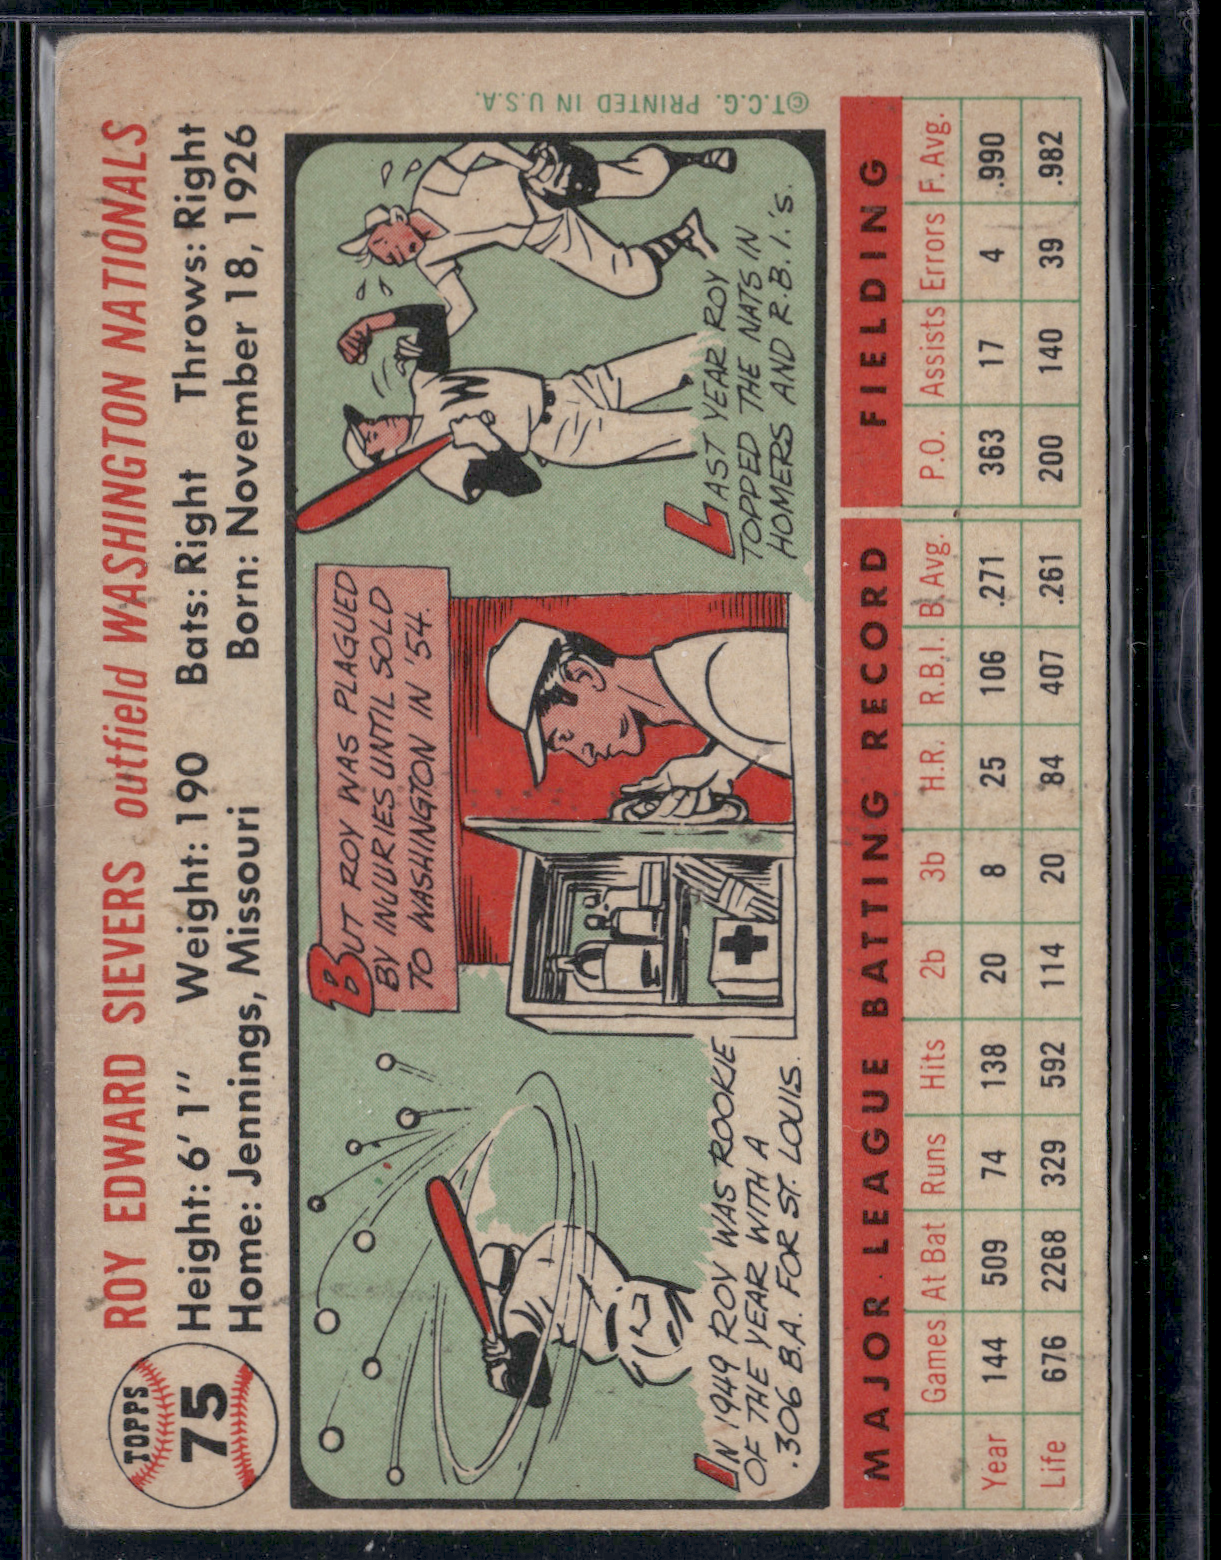 TOPPS
75
ROY EDWARD SIEVERS outfield WASHINGTON NATIONALS
Height: 6' 1" Weight: 190 Bats: Right Throws: Right
Home: Jennings, Missouri Born: November 18, 1926
IN 1949 ROY WAS ROOKIE
OF THE YEAR WITH A
.306 B.A. FOR ST. LOUIS.
BUT ROY WAS PLAGUED
BY INJURIES UNTIL SOLD
TO WASHINGTON IN '54.
W
LAST YEAR ROY
TOPPED THE NATS IN
HOMERS AND R.B.I.'s.
©T.C.G. PRINTED IN U.S.A.
MAJOR LEAGUE BATTING RECORD FIELDING
Games At Bat Runs Hits 2b 3b H.R. R.B.I. B.Avg. P.O. Assists Errors F.Avg.
Year 144 509 74 138 20 8 25 106 .271 363 17 4 .990
Life 676 2268 329 592 114 20 84 407 .261 200 140 39 .982